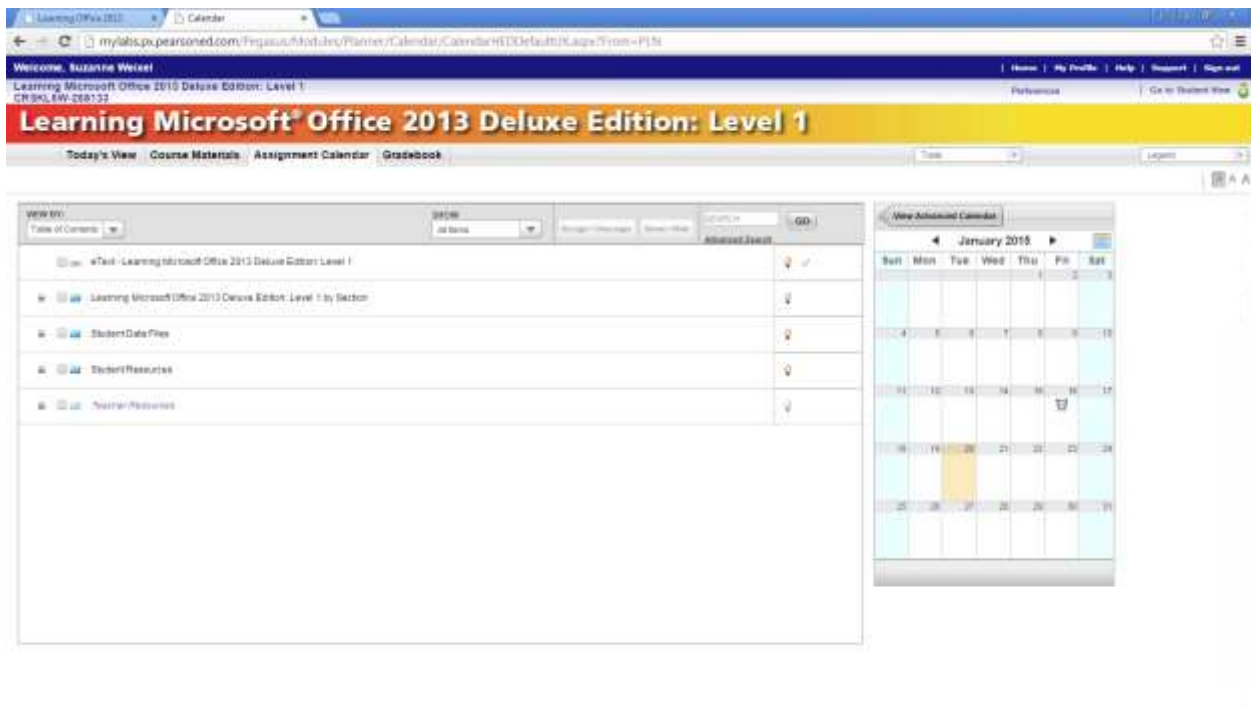 Learning Office 2013 Calendar
mylabs.px.pearsoned.com/Pegasus/Modules/Planner/Calendar/CalendarHEDDefaultUX.aspx?From=PLN
Welcome, Suzanne Weixel | Home | My Profile | Help | Support | Sign out
Learning Microsoft Office 2013 Deluxe Edition: Level 1 Preferences | Go to Student View
Learning Microsoft® Office 2013 Deluxe Edition: Level 1
Today's View Course Materials Assignment Calendar Gradebook Tools Legend
A A
VIEW BY: SHOW
Table of Contents All Items SEARCH GO
Advanced Search
eText - Learning Microsoft Office 2013 Deluxe Edition: Level 1
Learning Microsoft Office 2013 Deluxe Edition: Level 1 by Section
Student Data Files
Student Resources
Teacher Resources
View Advanced Calendar
January 2015
Sun Mon Tue Wed Thu Fri Sat
1 2 3
4 5 6 7 8 9 10
11 12 13 14 15 16 17
18 19 20 21 22 23 24
25 26 27 28 29 30 31